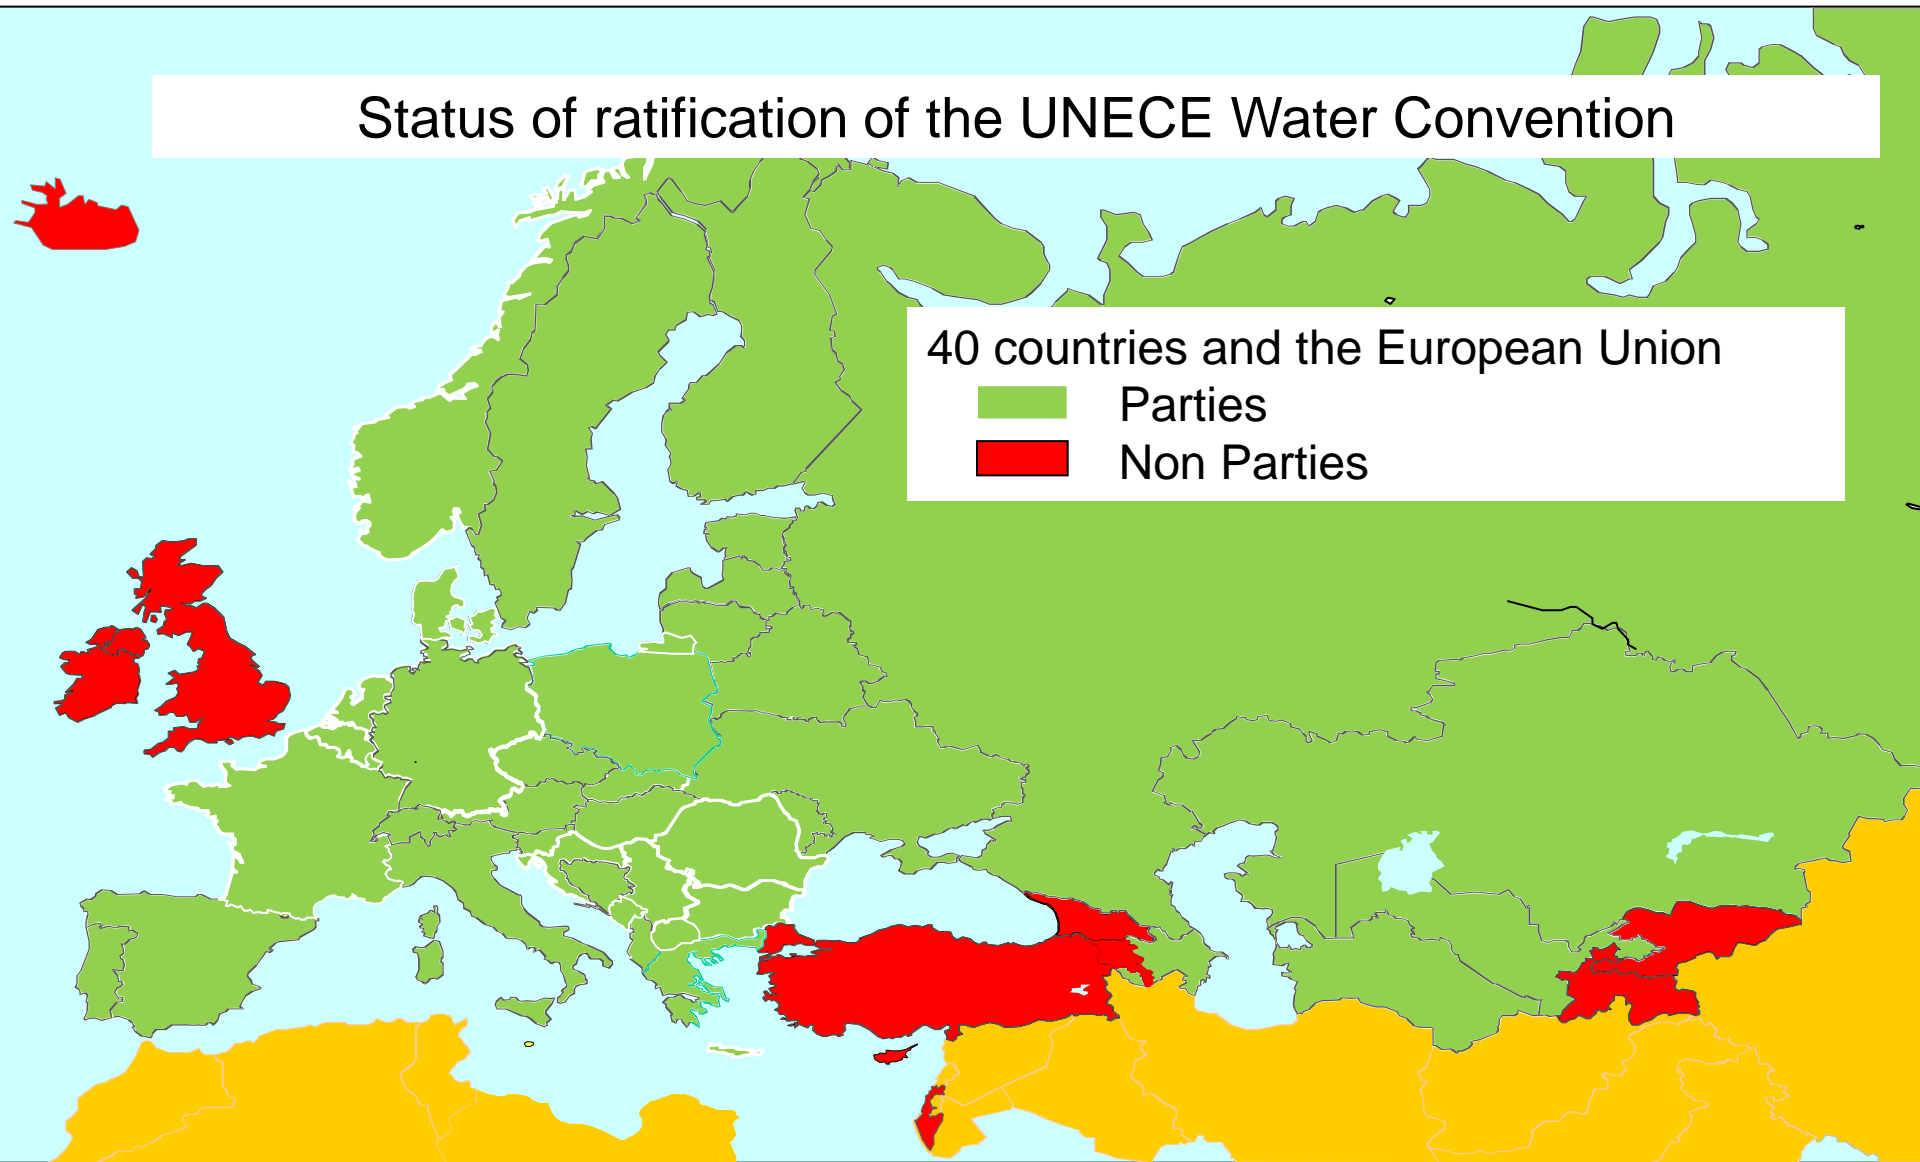 Status of ratification of the UNECE Water Convention
40 countries and the European Union
Parties
Non Parties